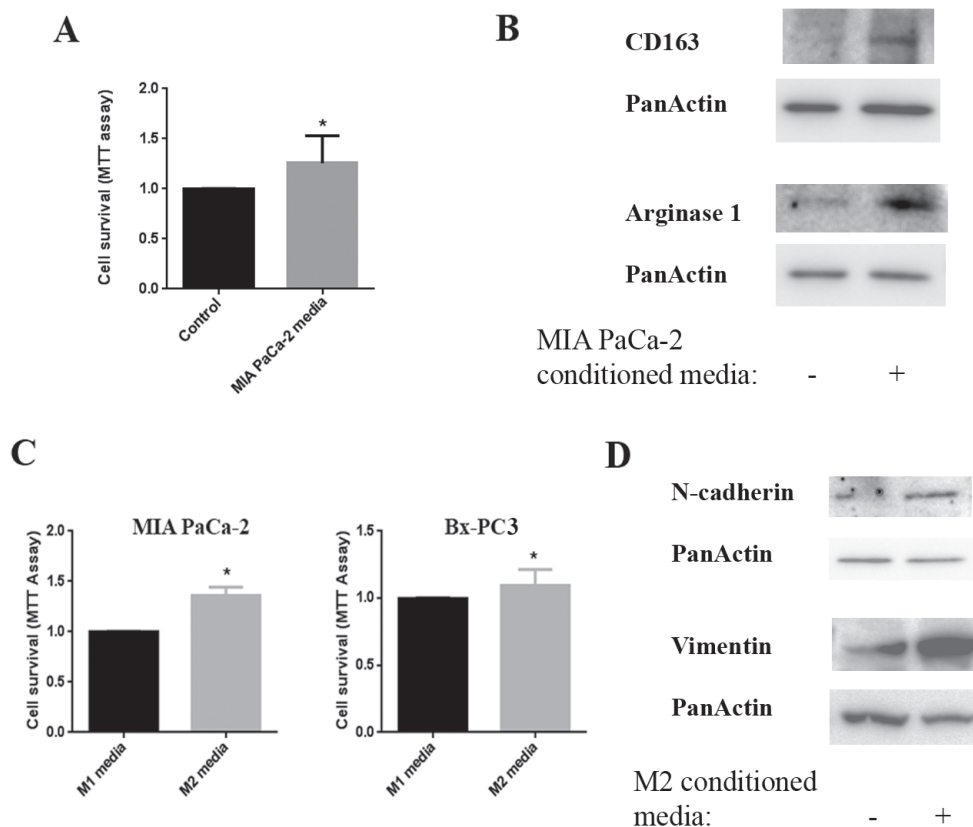 A
Cell survival (MTT assay)
2.0
1.5
1.0
0.5
0.0
*
Control
MIA PaCa-2 media
B
CD163
PanActin
Arginase 1
PanActin
MIA PaCa-2
conditioned media: - +
C
MIA PaCa-2
Cell survival (MTT Assay)
2.0
1.5
1.0
0.5
0.0
*
M1 media
M2 media
Bx-PC3
Cell survival (MTT Assay)
1.5
1.0
0.5
0.0
*
M1 media
M2 media
D
N-cadherin
PanActin
Vimentin
PanActin
M2 conditioned
media: - +